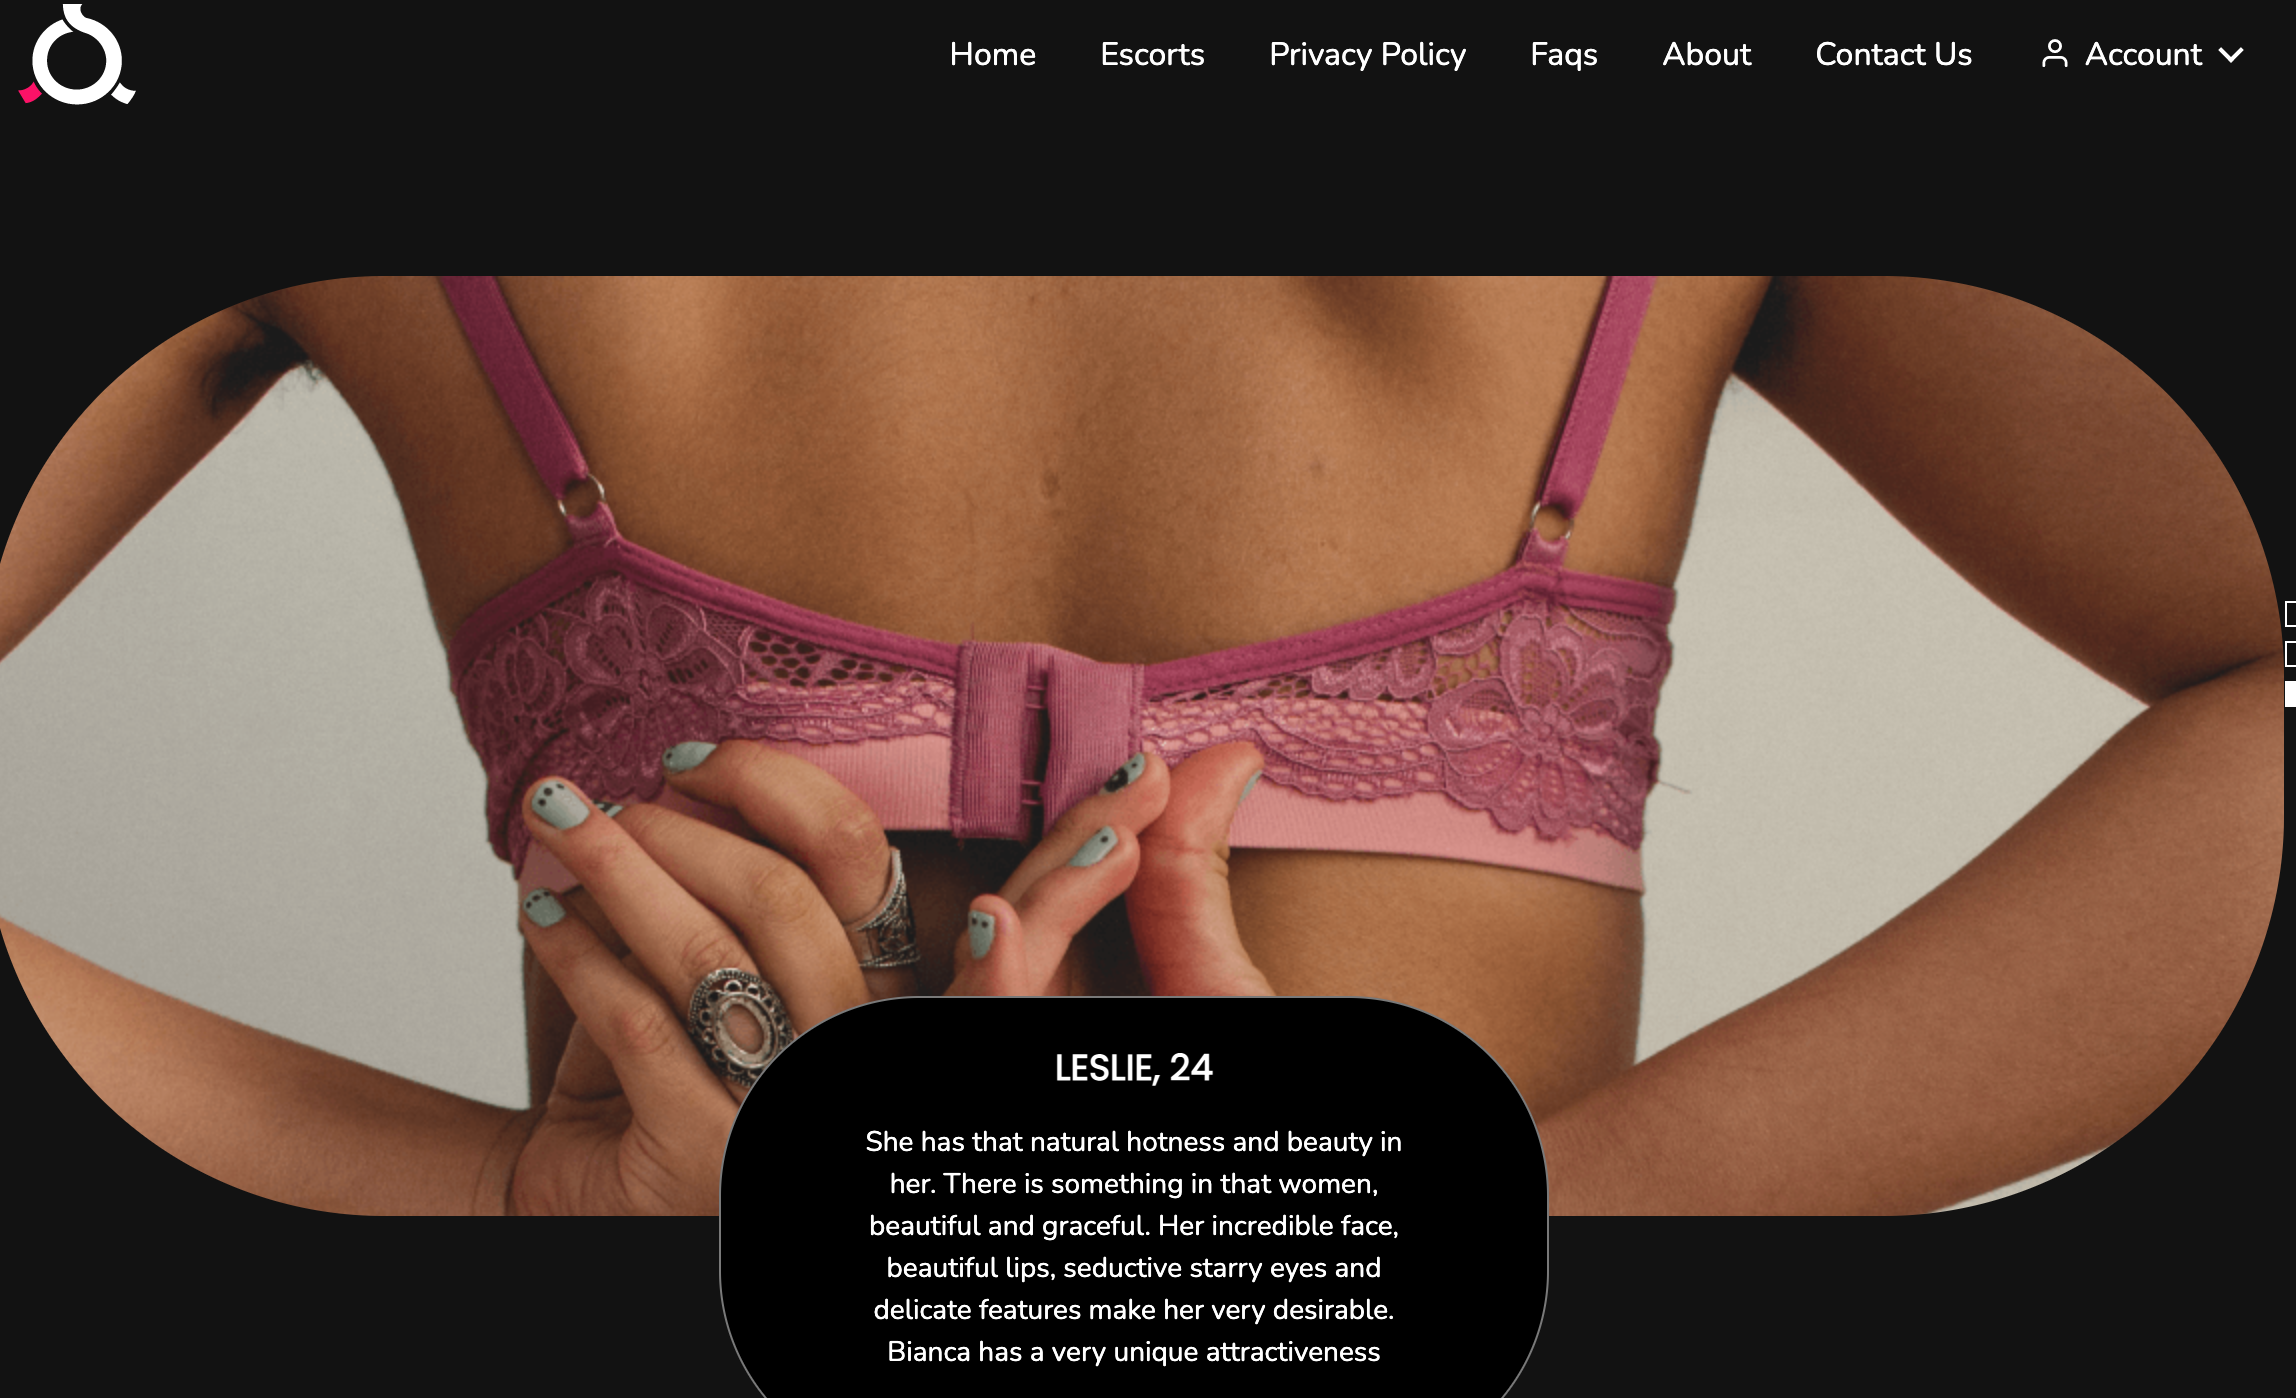 Home Escorts Privacy Policy Faqs About Contact Us Account
LESLIE, 24
She has that natural hotness and beauty in
her. There is something in that women,
beautiful and graceful. Her incredible face,
beautiful lips, seductive starry eyes and
delicate features make her very desirable.
Bianca has a very unique attractiveness